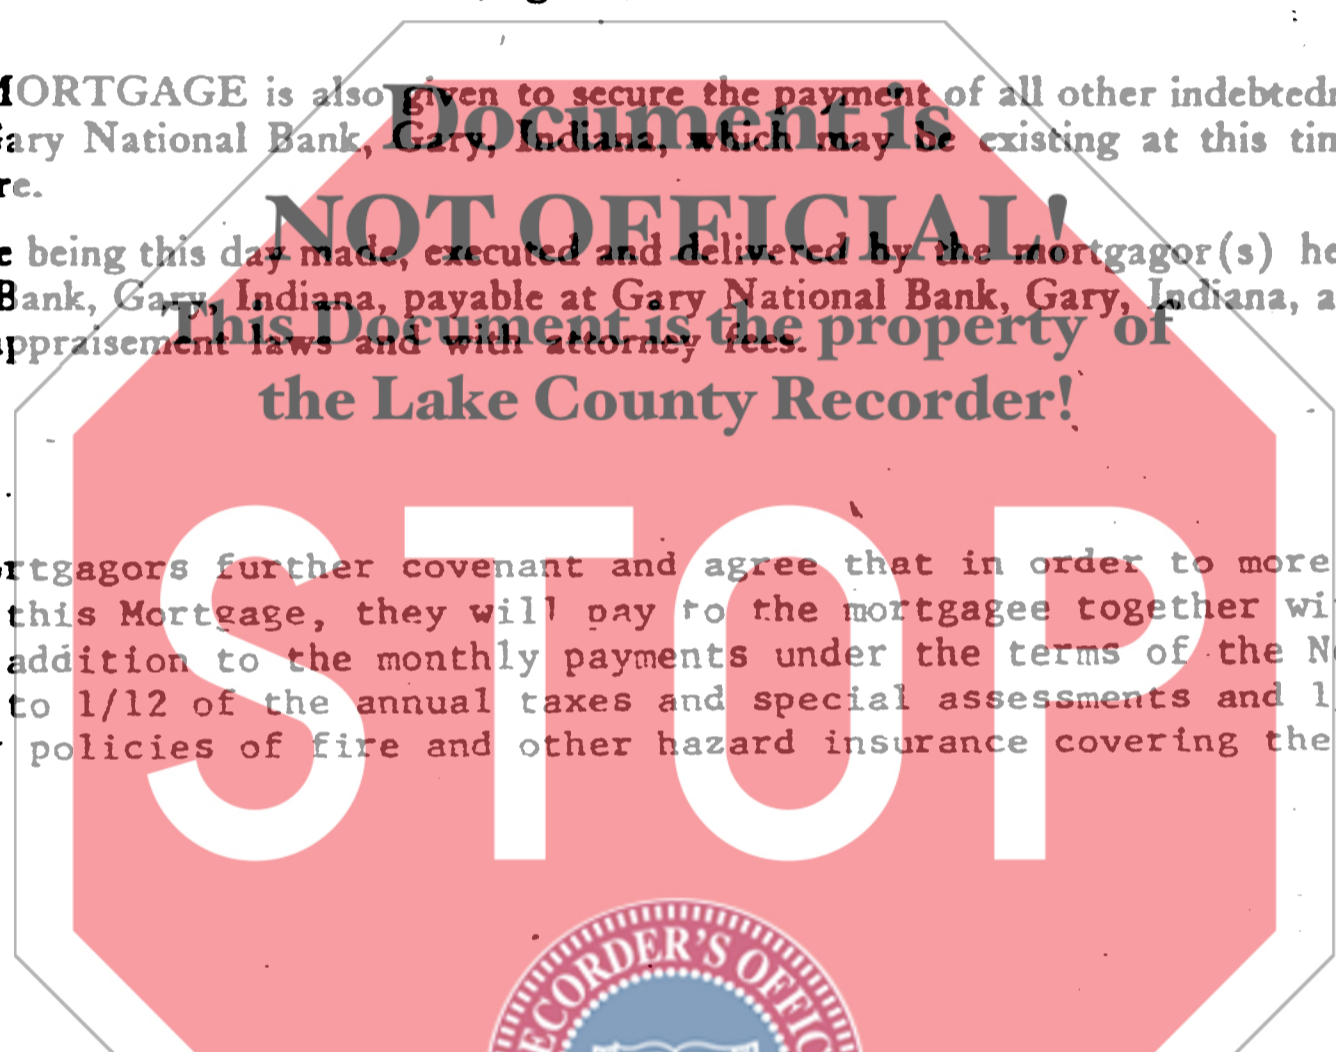 MORTGAGE is also given to secure the payment of all other indebtedn
Document is
Gary National Bank, Gary, Indiana, which may be existing at this tim
re.
NOT OFFICIAL!
e being this day made, executed and delivered by the mortgagor(s) he
Bank, Gary, Indiana, payable at Gary National Bank, Gary, Indiana, a
This Document is the property of
appraisement laws and with attorney fees.
the Lake County Recorder!
STOP
ortgagors further covenant and agree that in order to more
this Mortgage, they will pay to the mortgagee together wi
addition to the monthly payments under the terms of the No
to 1/12 of the annual taxes and special assessments and 1
policies of fire and other hazard insurance covering the
ECORDER'S OFFIC